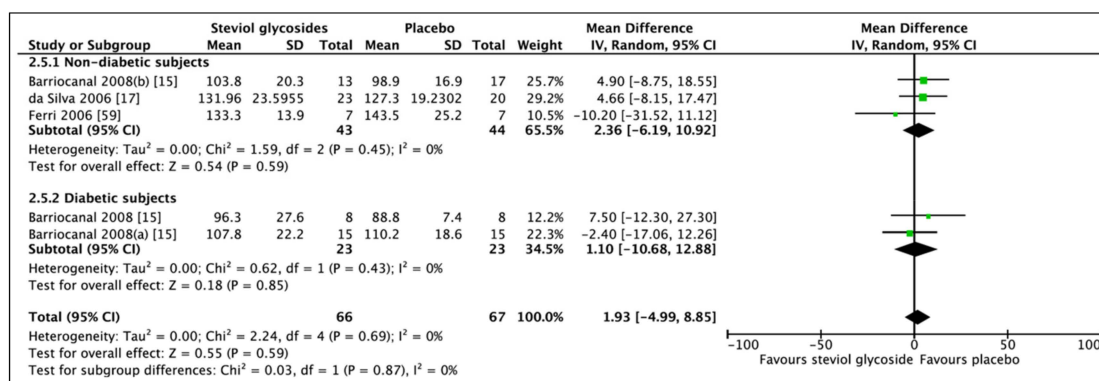 Steviol glycosides Placebo Mean Difference Mean Difference
Study or Subgroup Mean SD Total Mean SD Total Weight IV, Random, 95% CI IV, Random, 95% CI
2.5.1 Non-diabetic subjects
Barriocanal 2008(b) [15] 103.8 20.3 13 98.9 16.9 17 25.7% 4.90 [-8.75, 18.55]
da Silva 2006 [17] 131.96 23.5955 23 127.3 19.2302 20 29.2% 4.66 [-8.15, 17.47]
Ferri 2006 [59] 133.3 13.9 7 143.5 25.2 7 10.5% -10.20 [-31.52, 11.12]
Subtotal (95% CI) 43 44 65.5% 2.36 [-6.19, 10.92]
Heterogeneity: Tau² = 0.00; Chi² = 1.59, df = 2 (P = 0.45); I² = 0%
Test for overall effect: Z = 0.54 (P = 0.59)
2.5.2 Diabetic subjects
Barriocanal 2008 [15] 96.3 27.6 8 88.8 7.4 8 12.2% 7.50 [-12.30, 27.30]
Barriocanal 2008(a) [15] 107.8 22.2 15 110.2 18.6 15 22.3% -2.40 [-17.06, 12.26]
Subtotal (95% CI) 23 23 34.5% 1.10 [-10.68, 12.88]
Heterogeneity: Tau² = 0.00; Chi² = 0.62, df = 1 (P = 0.43); I² = 0%
Test for overall effect: Z = 0.18 (P = 0.85)
Total (95% CI) 66 67 100.0% 1.93 [-4.99, 8.85]
Heterogeneity: Tau² = 0.00; Chi² = 2.24, df = 4 (P = 0.69); I² = 0%
Test for overall effect: Z = 0.55 (P = 0.59)
Test for subgroup differences: Chi² = 0.03, df = 1 (P = 0.87), I² = 0%
-100 -50 0 50 100
Favours steviol glycoside Favours placebo